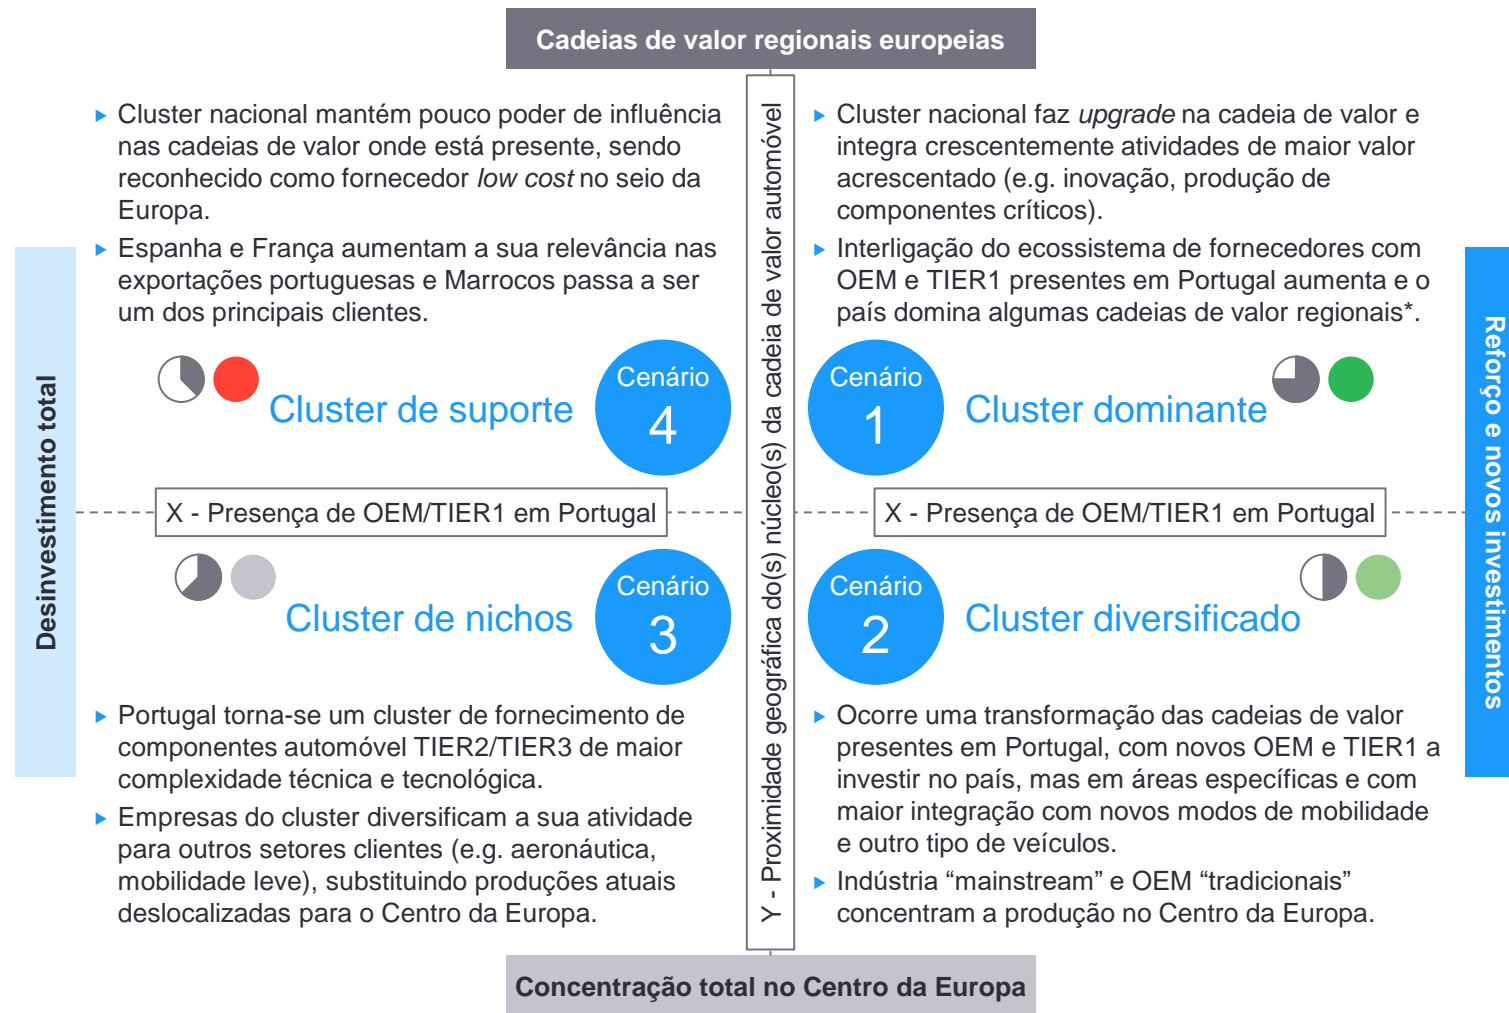 Cadeias de valor regionais europeias
Cluster nacional mantém pouco poder de influência
nas cadeias de valor onde está presente, sendo
reconhecido como fornecedor low cost no seio da
Europa.
Espanha e França aumentam a sua relevância nas
exportações portuguesas e Marrocos passa a ser
um dos principais clientes.
Cluster de suporte
Cenário
4
Cluster nacional faz upgrade na cadeia de valor e
integra crescentemente atividades de maior valor
acrescentado (e.g. inovação, produção de
componentes críticos).
Interligação do ecossistema de fornecedores com
OEM e TIER1 presentes em Portugal aumenta e o
país domina algumas cadeias de valor regionais*.
Cenário
1
Cluster dominante
Desinvestimento total
X - Presença de OEM/TIER1 em Portugal
Y - Proximidade geográfica do(s) núcleo(s) da cadeia de valor automóvel
X - Presença de OEM/TIER1 em Portugal
Reforço e novos investimentos
Cluster de nichos
Cenário
3
Portugal torna-se um cluster de fornecimento de
componentes automóvel TIER2/TIER3 de maior
complexidade técnica e tecnológica.
Empresas do cluster diversificam a sua atividade
para outros setores clientes (e.g. aeronáutica,
mobilidade leve), substituindo produções atuais
deslocalizadas para o Centro da Europa.
Cenário
2
Cluster diversificado
Ocorre uma transformação das cadeias de valor
presentes em Portugal, com novos OEM e TIER1 a
investir no país, mas em áreas específicas e com
maior integração com novos modos de mobilidade
e outro tipo de veículos.
Indústria “mainstream” e OEM “tradicionais”
concentram a produção no Centro da Europa.
Concentração total no Centro da Europa